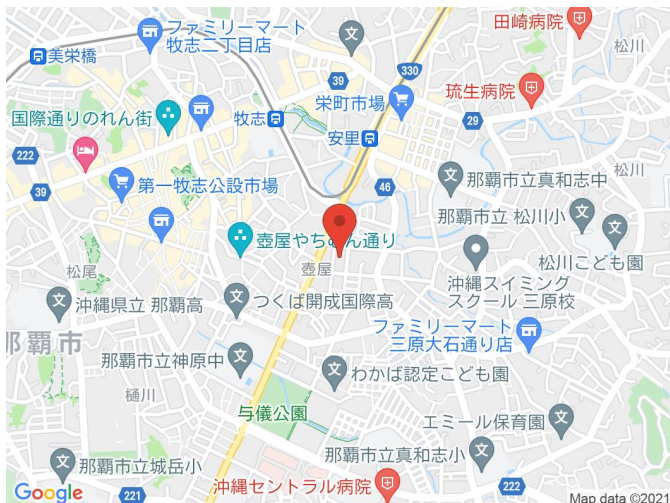 ファミリーマート
牧志二丁目店
田崎病院
松川
美栄橋
330
琉生病院
39
栄町市場
国際通りのれん街
牧志
29
安里
松川
222
46
那覇市立真和志中
39
第一牧志公設市場
那覇市立 松川小
壺屋やちむん通り
松川こども園
松尾
壺屋
沖縄スイミング
スクール 三原校
沖縄県立 那覇高
つくば開成国際高
ファミリーマート
三原大石通り店
那覇市
那覇市立神原中
わかば認定こども園
樋川
与儀公園
エミール保育園
那覇市立真和志小
那覇市立城岳小
沖縄セントラル病院
222
221
Google
Map data ©2021